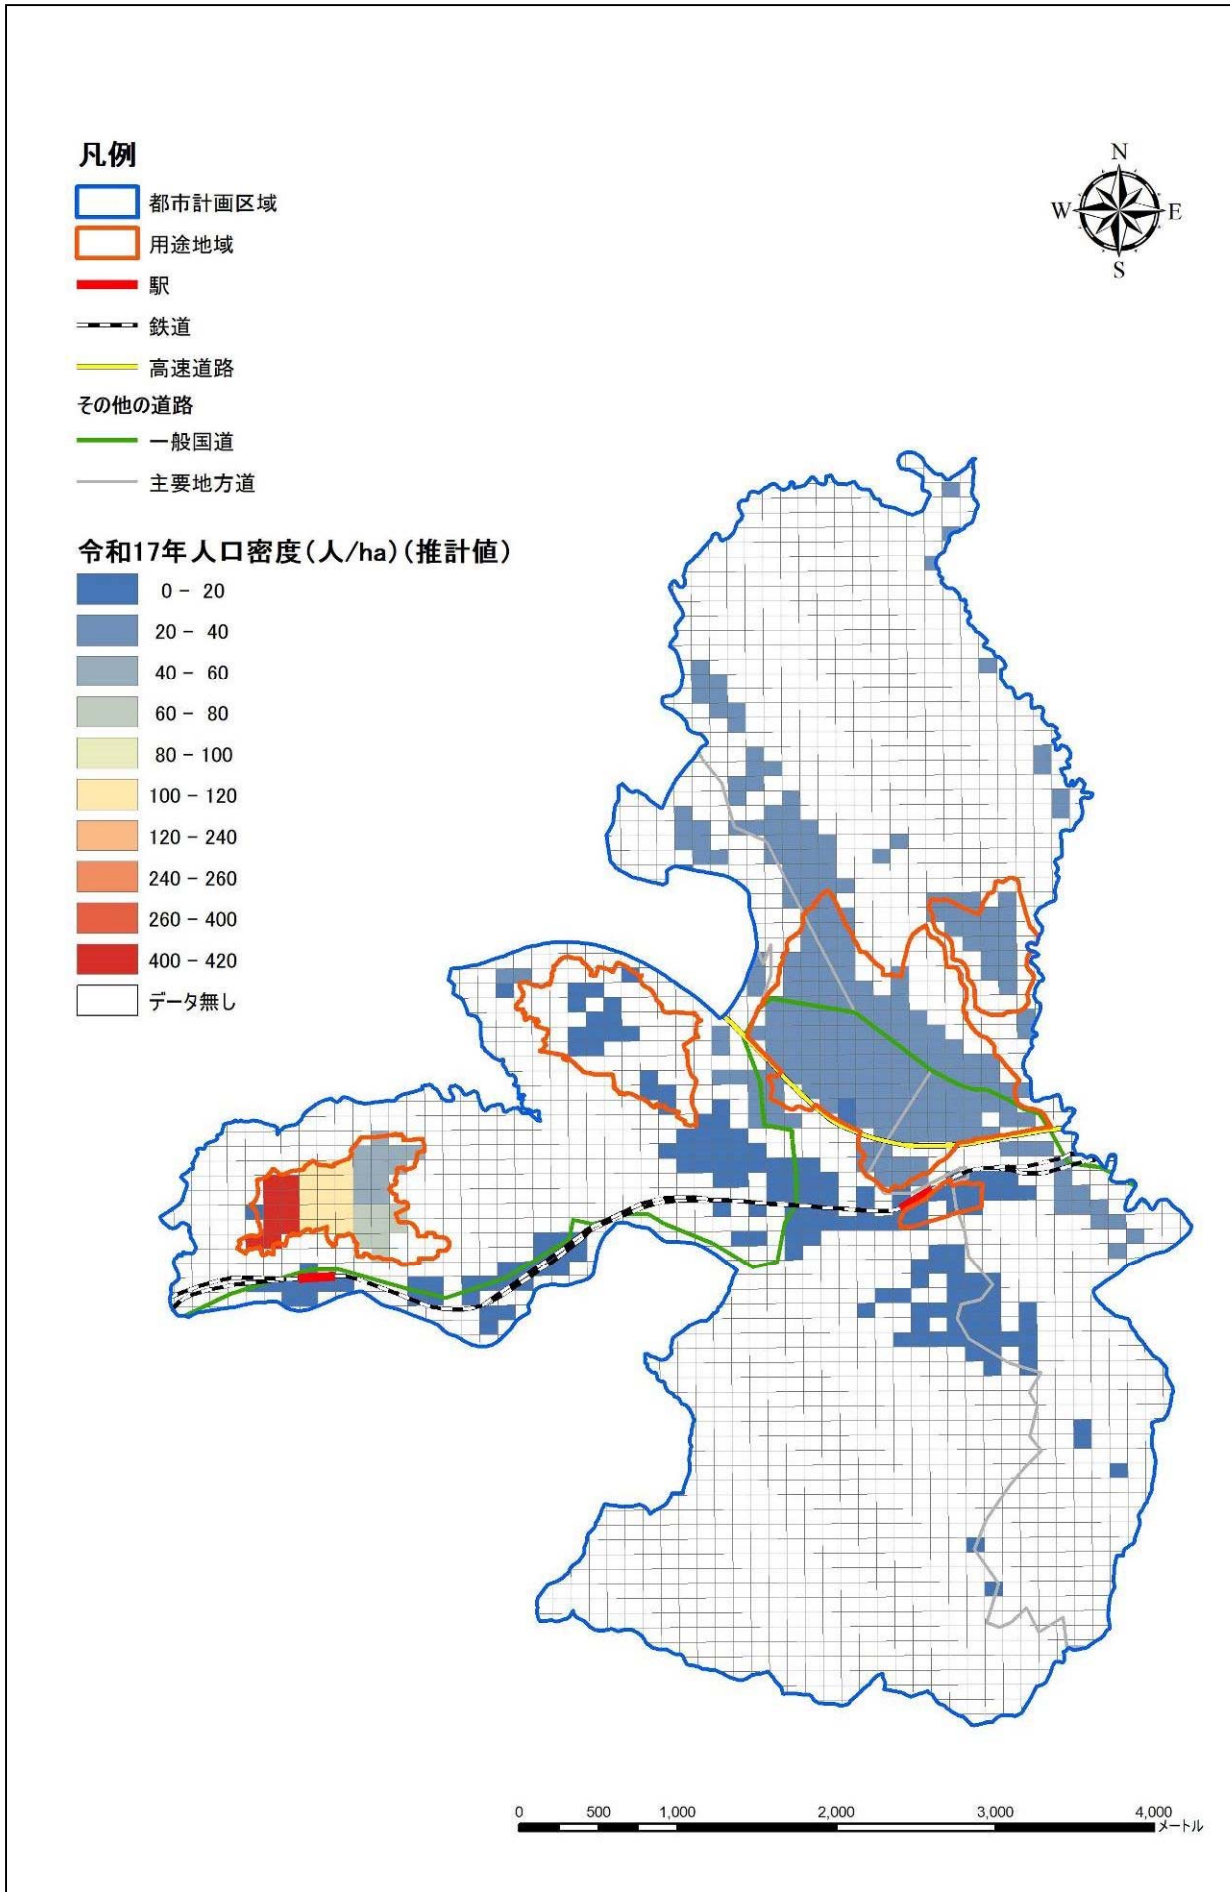 凡例
都市計画区域
用途地域
駅
鉄道
高速道路
その他の道路
一般国道
主要地方道
令和17年人口密度(人/ha)(推計値)
0 - 20
20 - 40
40 - 60
60 - 80
80 - 100
100 - 120
120 - 240
240 - 260
260 - 400
400 - 420
データ無し
N
W E
S
0 500 1,000 2,000 3,000 4,000
メートル